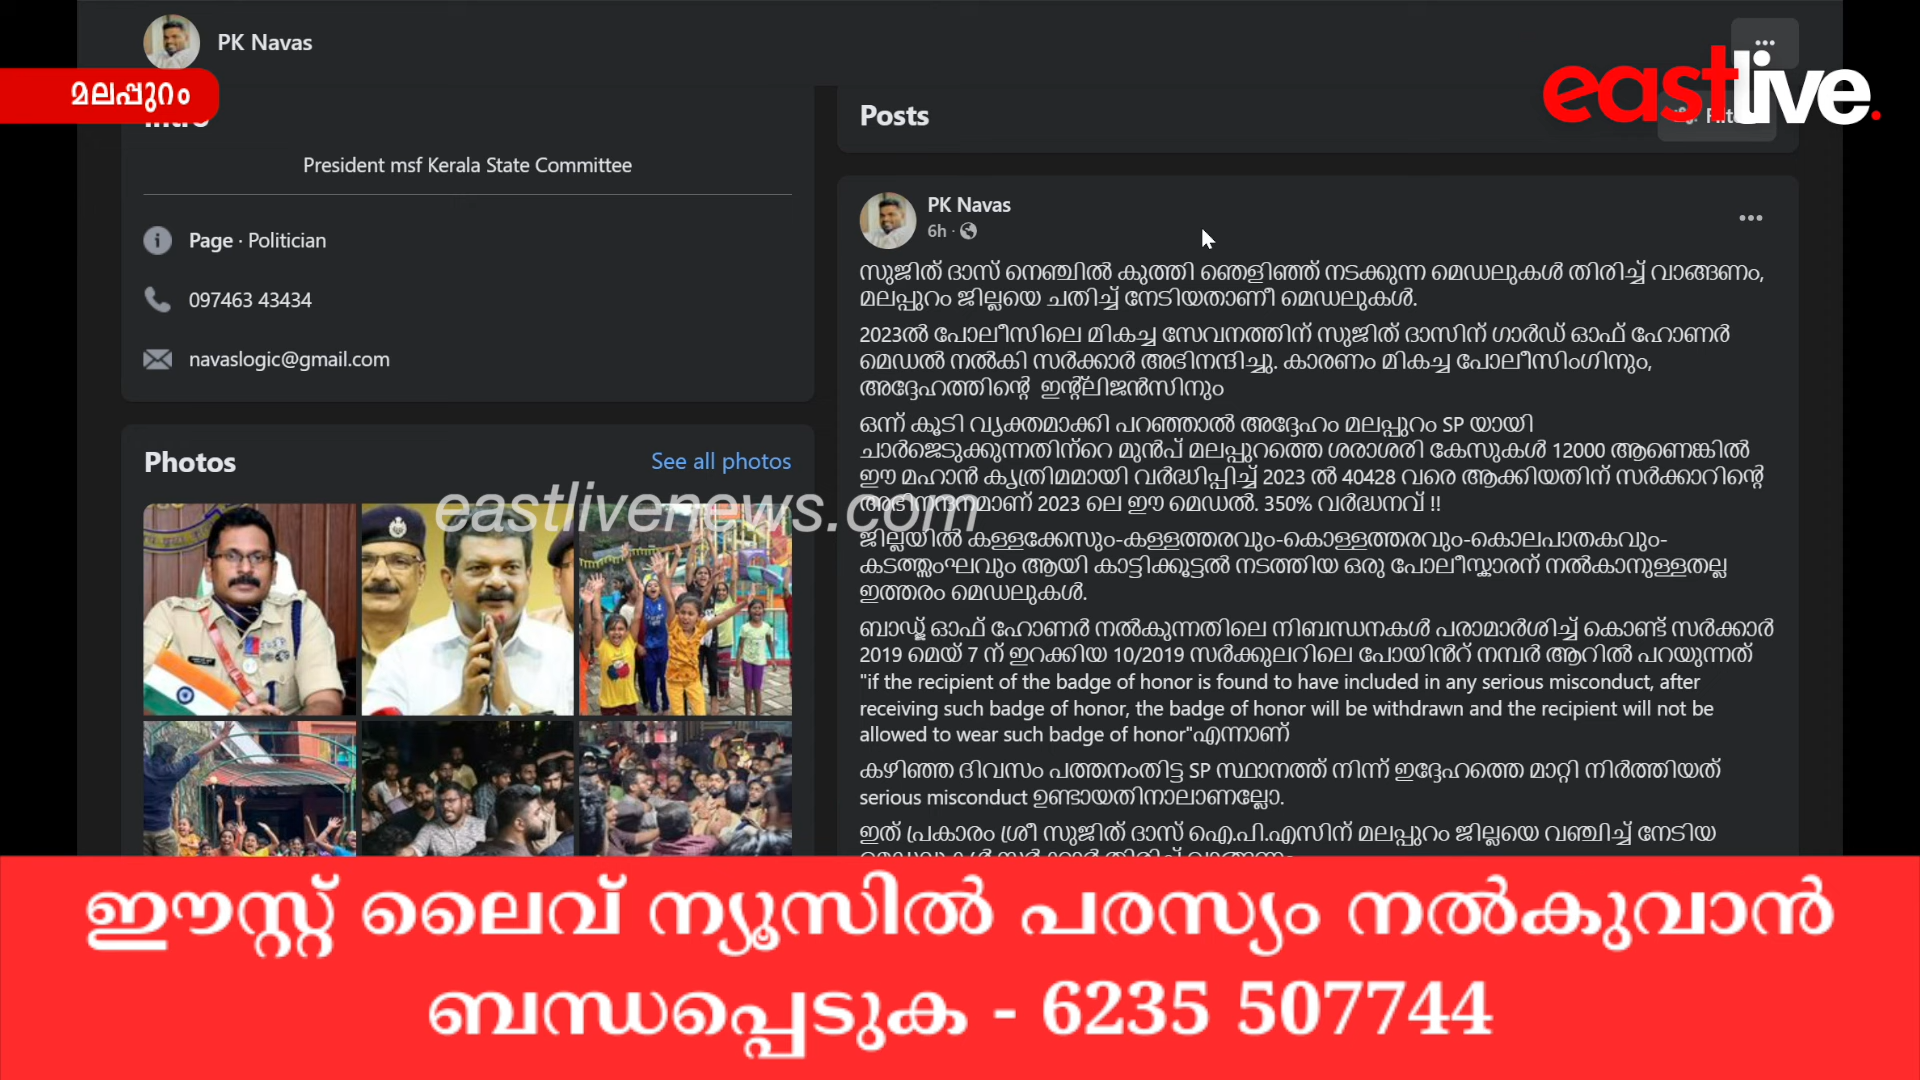 PK Navas
മലപ്പുറം
eastlive.
Intro
President msf Kerala State Committee
Page · Politician
097463 43434
navaslogic@gmail.com
Photos
See all photos
Posts
PK Navas
6h ·
സുജിത് ദാസ് നെഞ്ചിൽ കുത്തി ഞെളിഞ്ഞ് നടക്കുന്ന മെഡലുകൾ തിരിച്ച് വാങ്ങണം,
മലപ്പുറം ജില്ലയെ ചതിച്ച് നേടിയതാണീ മെഡലുകൾ.
2023ൽ പോലീസിലെ മികച്ച സേവനത്തിന് സുജിത് ദാസിന് ഗാർഡ് ഓഫ് ഹോണർ
മെഡൽ നൽകി സർക്കാർ അഭിനന്ദിച്ചു. കാരണം മികച്ച പോലീസിംഗിനും,
അദ്ദേഹത്തിന്റെ ഇന്റ്ലിജൻസിനും
ഒന്ന് കൂടി വ്യക്തമാക്കി പറഞ്ഞാൽ അദ്ദേഹം മലപ്പുറം SP യായി
ചാർജെടുക്കുന്നതിന്റെ മുൻപ് മലപ്പുറത്തെ ശരാശരി കേസുകൾ 12000 ആണെങ്കിൽ
ഈ മഹാൻ കൃത്രിമമായി വർദ്ധിപ്പിച്ച് 2023 ൽ 40428 വരെ ആക്കിയതിന് സർക്കാറിന്റെ
അഭിനന്ദനമാണ് 2023 ലെ ഈ മെഡൽ. 350% വർദ്ധനവ് !!
eastlivenews.com
ജില്ലയിൽ കള്ളക്കേസും-കള്ളത്തരവും-കൊള്ളത്തരവും-കൊലപാതകവും-
കടത്തുസംഘവും ആയി കാട്ടിക്കൂട്ടൽ നടത്തിയ ഒരു പോലീസുകാരന് നൽകാനുള്ളതല്ല
ഇത്തരം മെഡലുകൾ.
ബാഡ്ജ് ഓഫ് ഹോണർ നൽകുന്നതിലെ നിബന്ധനകൾ പരാമാർശിച്ച് കൊണ്ട് സർക്കാർ
2019 മെയ് 7 ന് ഇറക്കിയ 10/2019 സർക്കുലറിലെ പോയിൻറ് നമ്പർ ആറിൽ പറയുന്നത്
"if the recipient of the badge of honor is found to have included in any serious misconduct, after
receiving such badge of honor, the badge of honor will be withdrawn and the recipient will not be
allowed to wear such badge of honor"എന്നാണ്
കഴിഞ്ഞ ദിവസം പത്തനംതിട്ട SP സ്ഥാനത്ത് നിന്ന് ഇദ്ദേഹത്തെ മാറ്റി നിർത്തിയത്
serious misconduct ഉണ്ടായതിനാലാണല്ലോ.
ഇത് പ്രകാരം ശ്രീ സുജിത് ദാസ് ഐ.പി.എസിന് മലപ്പുറം ജില്ലയെ വഞ്ചിച്ച് നേടിയ
ഈസ്റ്റ് ലൈവ് ന്യൂസിൽ പരസ്യം നൽകുവാൻ
ബന്ധപ്പെടുക - 6235 507744